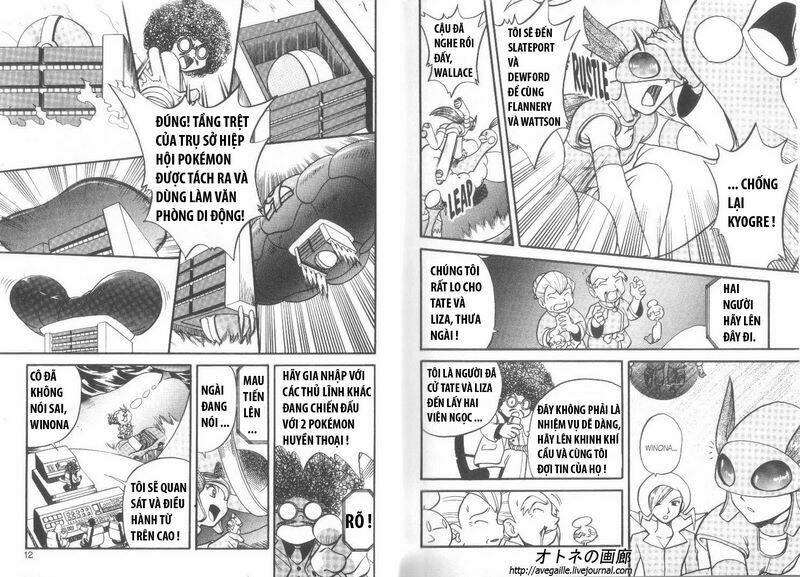 TÔI SẼ ĐẾN
SLATEPORT
VÀ
DEWFORD
ĐỂ CÙNG
FLANNERY
VÀ WATTSON
RUSTLE
... CHỐNG
LẠI
KYOGRE !
CẬU ĐÃ
NGHE RỒI
ĐẤY,
WALLACE
LEAP
HAI
NGƯỜI
HÃY LÊN
ĐÂY ĐI.
CHÚNG TÔI
RẤT LO CHO
TATE VÀ
LIZA, THƯA
NGÀI!
WINONA...
TÔI LÀ NGƯỜI ĐÃ
CỬ TATE VÀ LIZA
ĐẾN LẤY HAI
VIÊN NGỌC ...
ĐÂY KHÔNG PHẢI LÀ
NHIỆM VỤ DỄ DÀNG,
HÃY LÊN KHINH KHÍ
CẦU VÀ CÙNG TÔI
ĐỢI TIN CỦA HỌ !
オトネの画廊
http://avegaille.livejournal.com
ĐÚNG! TẦNG TRỆT
CỦA TRỤ SỞ HIỆP
HỘI POKÉMON
ĐƯỢC TÁCH RA VÀ
DÙNG LÀM VĂN
PHÒNG DI ĐỘNG!
HÃY GIA NHẬP VỚI
CÁC THỦ LĨNH KHÁC
ĐANG CHIẾN ĐẤU
VỚI 2 POKÉMON
HUYỀN THOẠI !
RÕ !
MAU
TIẾN
LÊN ...
NGÀI
ĐANG
NÓI ...
CÔ ĐÃ
KHÔNG
NÓI SAI,
WINONA
TÔI SẼ QUAN
SÁT VÀ ĐIỀU
HÀNH TỪ
TRÊN CAO !
12